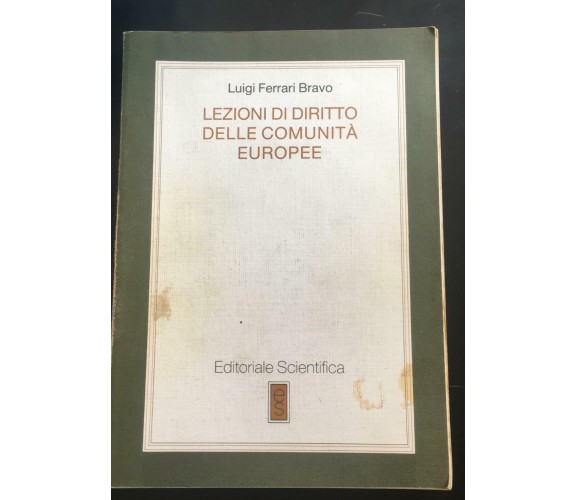 Luigi Ferrari Bravo
LEZIONI DI DIRITTO
DELLE COMUNITÀ
EUROPEE
Editoriale Scientifica